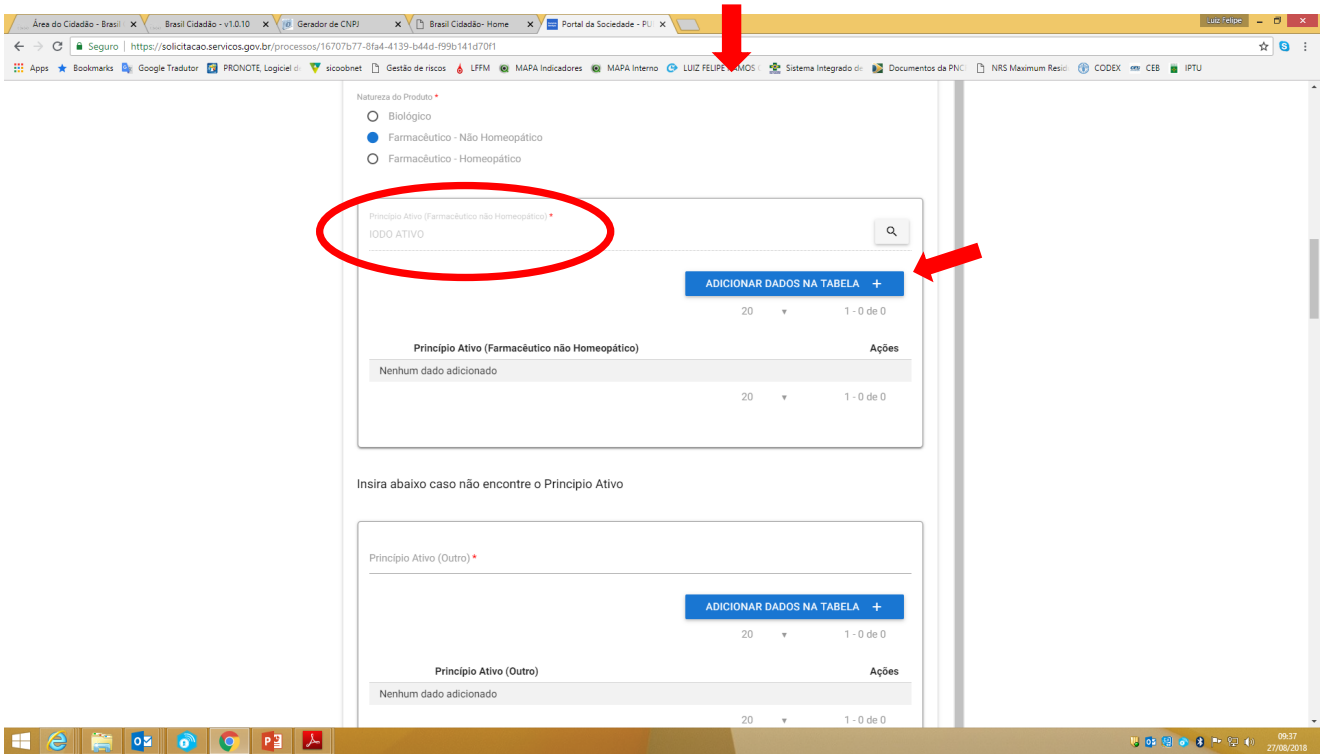 Área do Cidadão - Brasil
Brasil Cidadão - v1.0.10
Gerador de CNPJ
Brasil Cidadão- Home
Portal da Sociedade - PU
Luiz Felipe
Seguro
https://solicitacao.servicos.gov.br/processos/16707b77-8fa4-4139-b44d-f99b141d70f1
Apps
Bookmarks
Google Tradutor
PRONOTE, Logiciel d
sicoobnet
Gestão de riscos
LFFM
MAPA Indicadores
MAPA Interno
LUIZ FELIPE
Sistema Integrado de
Documentos da PNC
NRS Maximum Resid
CODEX
CEB
IPTU
Natureza do Produto *
Biológico
Farmacêutico - Não Homeopático
Farmacêutico - Homeopático
Princípio Ativo (Farmacêutico não Homeopático) *
IODO ATIVO
ADICIONAR DADOS NA TABELA +
20 1 - 0 de 0
Princípio Ativo (Farmacêutico não Homeopático) Ações
Nenhum dado adicionado
20 1 - 0 de 0
Insira abaixo caso não encontre o Principio Ativo
Princípio Ativo (Outro) *
ADICIONAR DADOS NA TABELA +
20 1 - 0 de 0
Princípio Ativo (Outro) Ações
Nenhum dado adicionado
20 1 - 0 de 0
09:37
27/08/2018